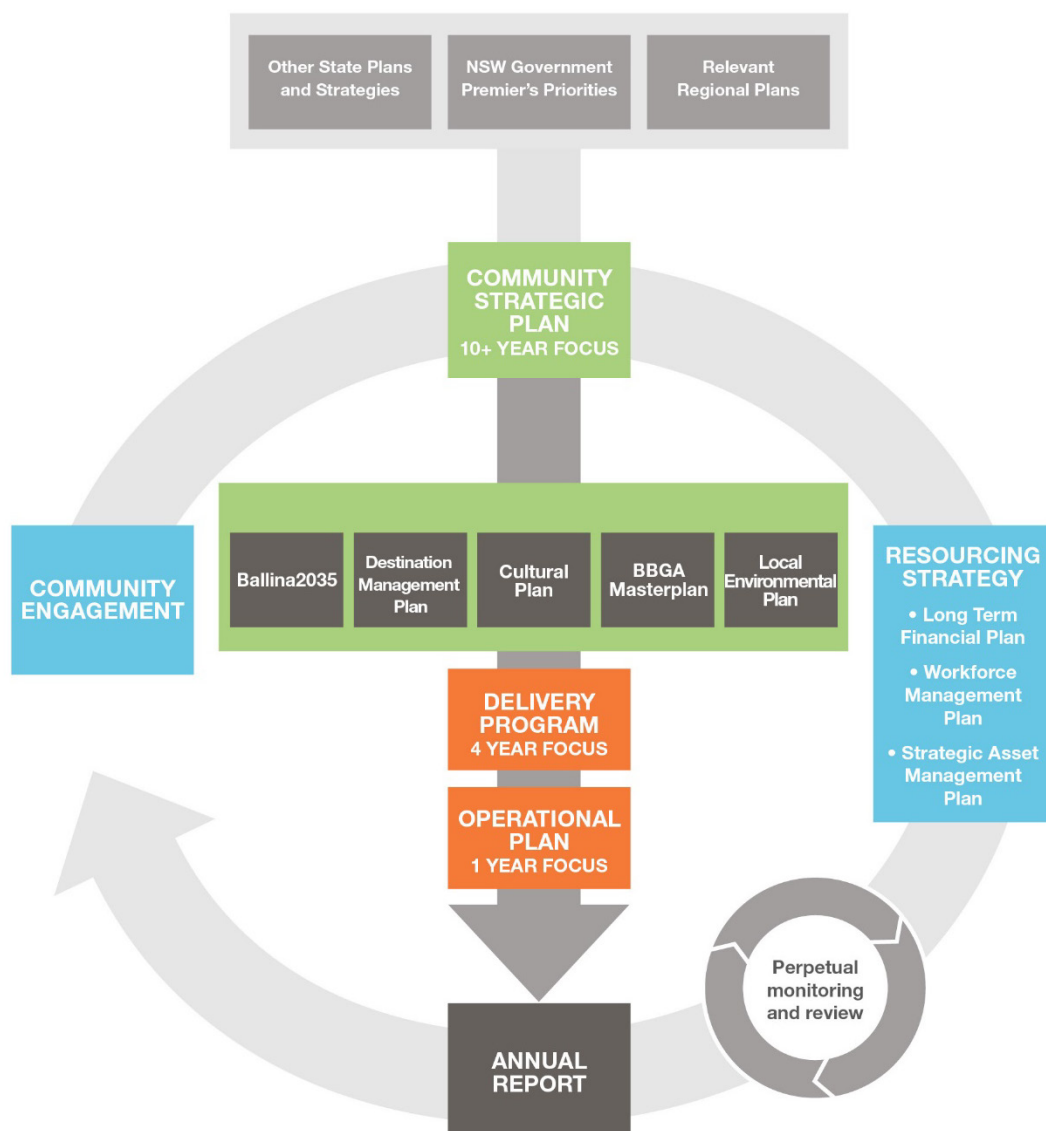 Other State Plans
and Strategies
NSW Government
Premier's Priorities
Relevant
Regional Plans
COMMUNITY
STRATEGIC
PLAN
10+ YEAR FOCUS
COMMUNITY
ENGAGEMENT
Ballina2035
Destination
Management
Plan
Cultural
Plan
BBGA
Masterplan
Local
Environmental
Plan
RESOURCING
STRATEGY
• Long Term
Financial Plan
• Workforce
Management
Plan
• Strategic Asset
Management
Plan
DELIVERY
PROGRAM
4 YEAR FOCUS
OPERATIONAL
PLAN
1 YEAR FOCUS
Perpetual
monitoring
and review
ANNUAL
REPORT